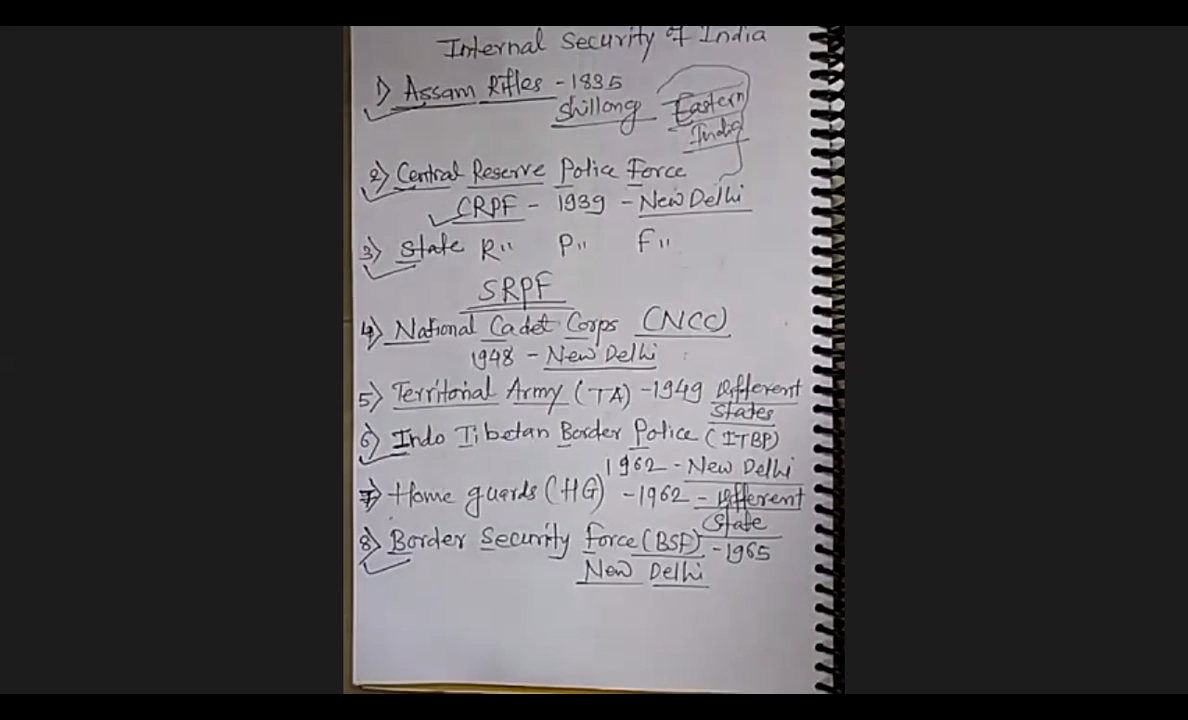 Internal Security of India
1) Assam Rifles - 1835
Shillong Eastern
India
2) Central Reserve Police Force
CRPF - 1939 - New Delhi
3) State R" P" F"
SRPF
4) National Cadet Corps (NCC)
1948 - New Delhi
5) Territorial Army (TA) - 1949 Different
States
6) Indo Tibetan Border Police (ITBP)
1962 - New Delhi
7) Home guards (HG) - 1962 - Different
State
8) Border Security Force (BSF) - 1965
New Delhi